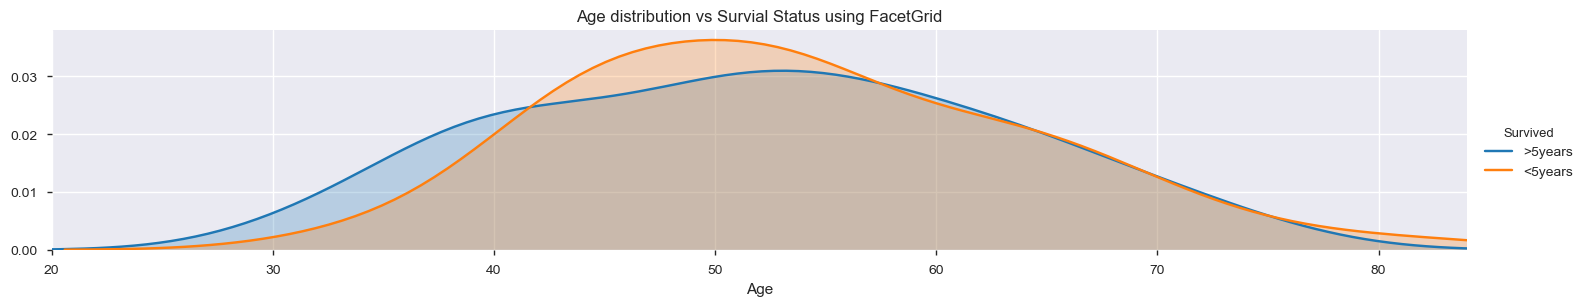 Age distribution vs Survial Status using FacetGrid
0.03
0.02
0.01
0.00
20 30 40 50 60 70 80
Age
Survived
>5years
<5years